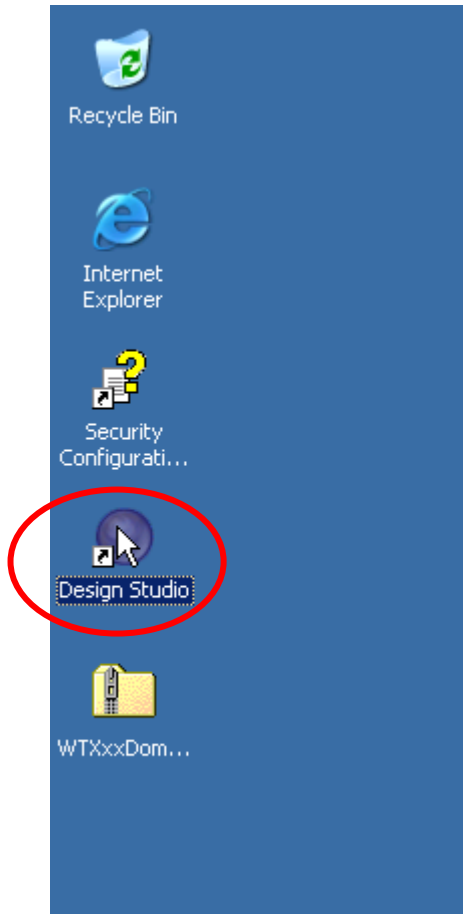 Recycle Bin
Internet
Explorer
Security
Configurati...
Design Studio
WTXxxDom...